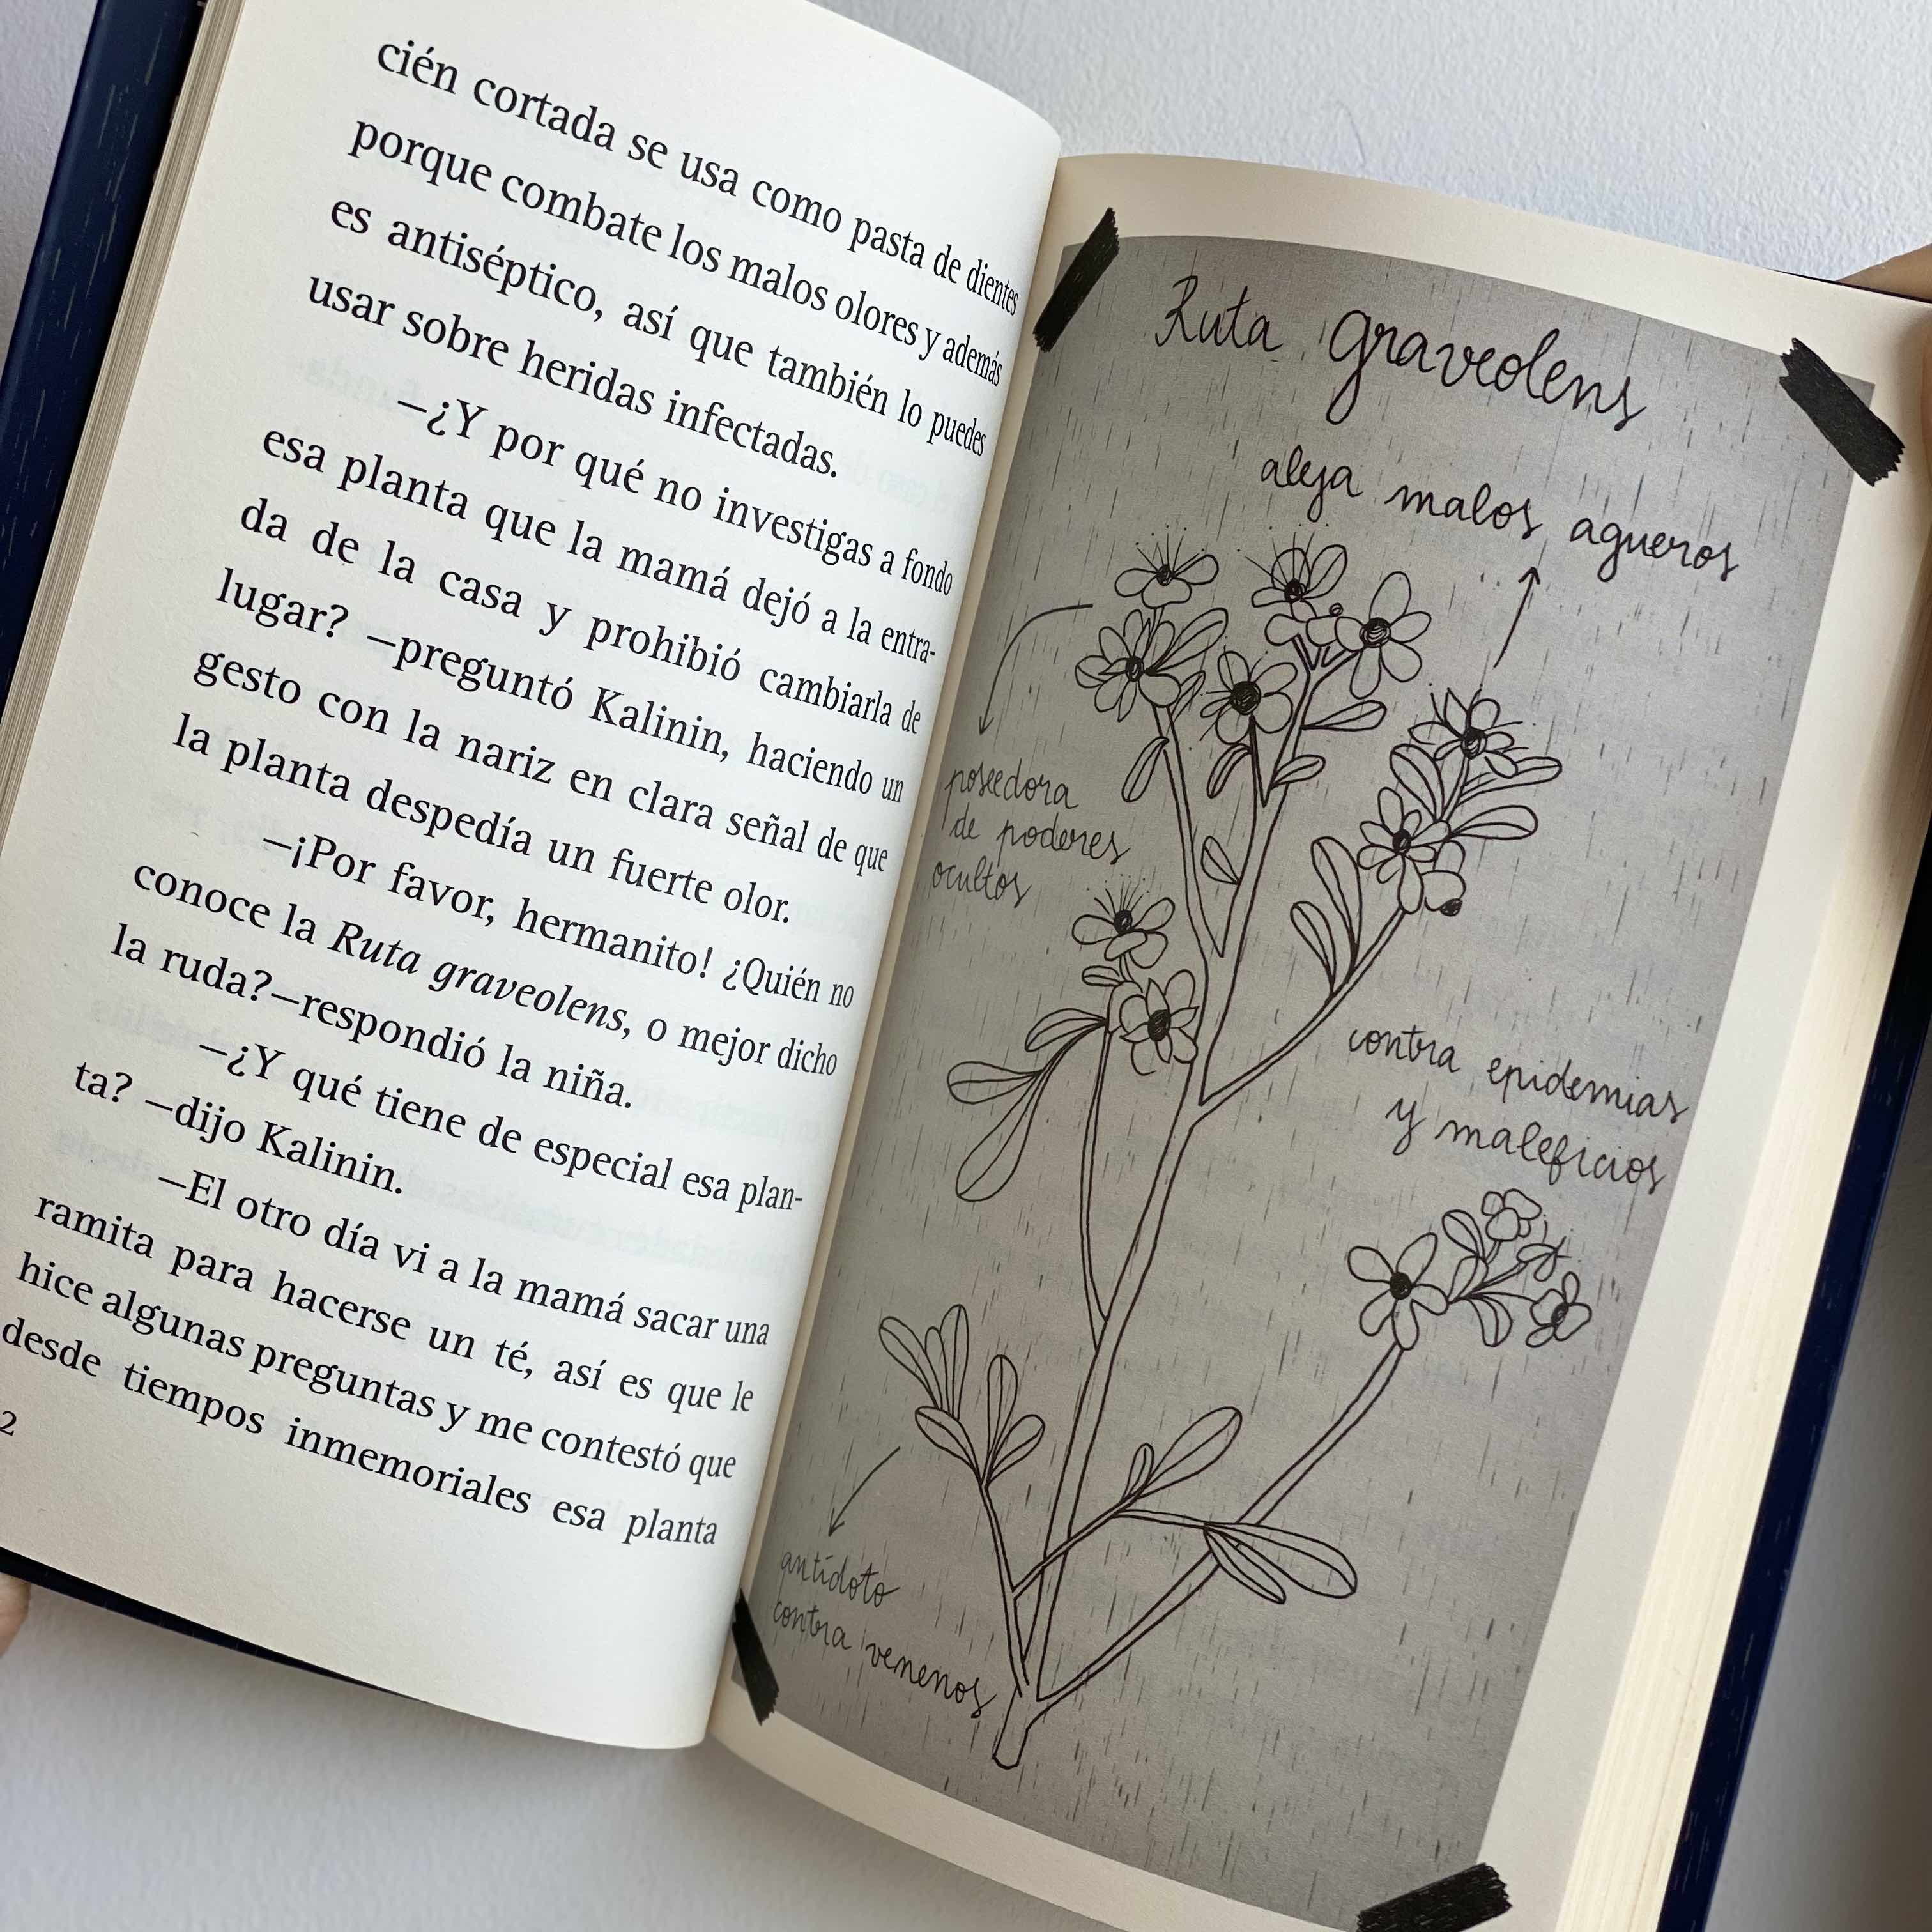 cién cortada se usa como pasta de dientes
porque combate los malos olores y además
es antiséptico, así que también lo puedes
usar sobre heridas infectadas.
—¿Y por qué no investigas a fondo
esa planta que la mamá dejó a la entra-
da de la casa y prohibió cambiarla de
lugar? —preguntó Kalinin, haciendo un
gesto con la nariz en clara señal de que
la planta despedía un fuerte olor.
—¡Por favor, hermanito! ¿Quién no
conoce la Ruta graveolens, o mejor dicho
la ruda?—respondió la niña.
—¿Y qué tiene de especial esa plan-
ta? —dijo Kalinin.
—El otro día vi a la mamá sacar una
ramita para hacerse un té, así es que le
hice algunas preguntas y me contestó que
desde tiempos inmemoriales esa planta
2
Ruta graveolens
aleja malos agueros
poseedora
de poderes
ocultos
contra epidemias
y maleficios
antídoto
contra venenos